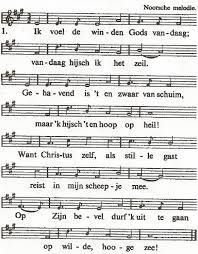 Noorsche melodie.
1. Ik voel de win-den Gods van-daag;
van-daag hijsch ik het zeil.
Ge-ha-vend is 't en zwaar van schuim,
maar 'k hijsch 't en hoop op heil!
Want Chris-tus zelf, als stil-le gast
reist in mijn scheep-je mee.
Op Zijn be-vel durf 'k uit te gaan
op wil-de, hoo-ge zee!